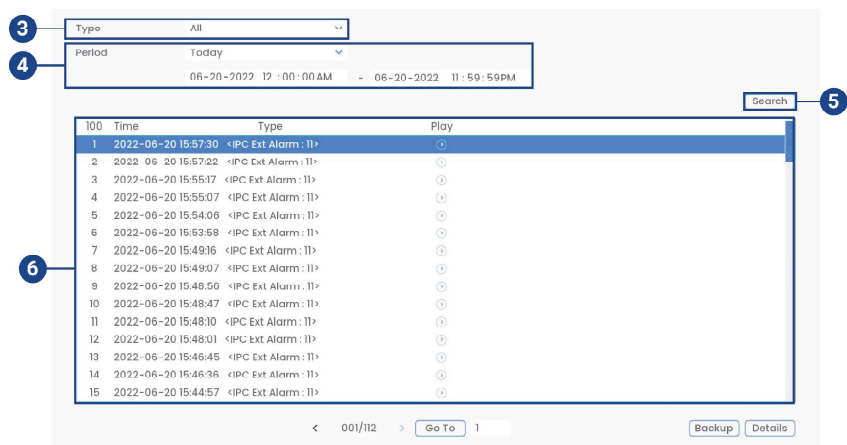 3 Type All
4 Period Today
06-20-2022 12 : 00 : 00 AM - 06-20-2022 11 : 59 : 59PM
Search 5
100 Time Type Play
1 2022-06-20 15:57:30 <IPC Ext Alarm : 11>
2 2022-06-20 15:57:22 <IPC Ext Alarm : 11>
3 2022-06-20 15:55:17 <IPC Ext Alarm : 11>
4 2022-06-20 15:55:07 <IPC Ext Alarm : 11>
5 2022-06-20 15:54:06 <IPC Ext Alarm : 11>
6 2022-06-20 15:53:58 <IPC Ext Alarm : 11>
7 2022-06-20 15:49:16 <IPC Ext Alarm : 11>
6 8 2022-06-20 15:49:07 <IPC Ext Alarm : 11>
9 2022-06-20 15:48:56 <IPC Ext Alarm : 11>
10 2022-06-20 15:48:47 <IPC Ext Alarm : 11>
11 2022-06-20 15:48:10 <IPC Ext Alarm : 11>
12 2022-06-20 15:48:01 <IPC Ext Alarm : 11>
13 2022-06-20 15:46:45 <IPC Ext Alarm : 11>
14 2022-06-20 15:46:36 <IPC Ext Alarm : 11>
15 2022-06-20 15:44:57 <IPC Ext Alarm : 11>
< 001/112 > Go To 1 Backup Details